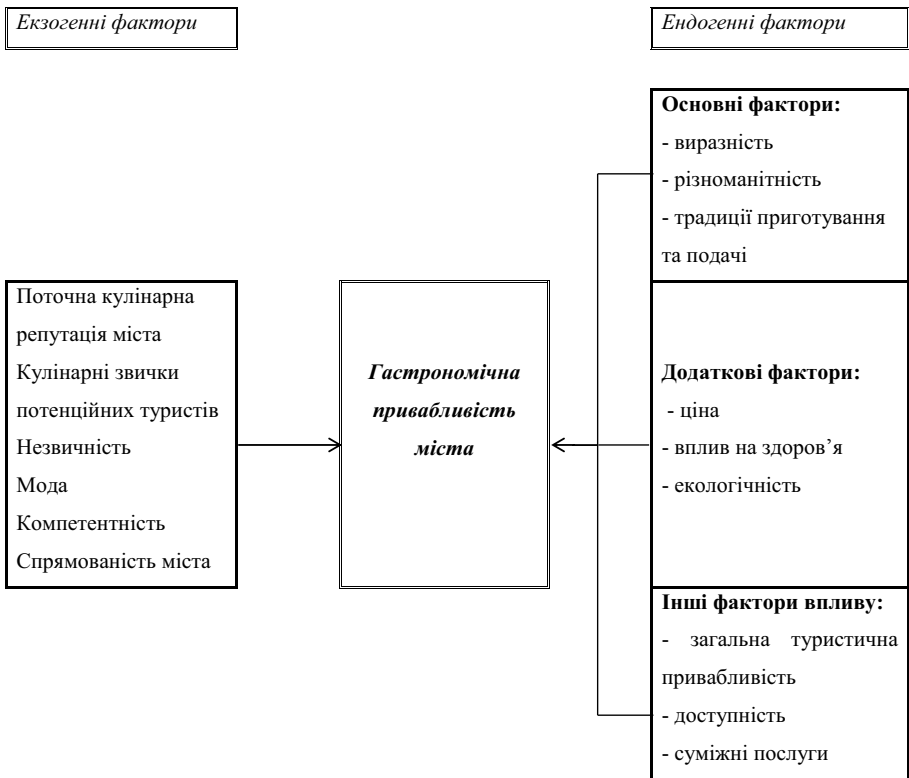 Екзогенні фактори
Ендогенні фактори
Поточна кулінарна
репутація міста
Кулінарні звички
потенційних туристів
Незвичність
Мода
Компетентність
Спрямованість міста
Гастрономічна
привабливість
міста
Основні фактори:
- виразність
- різноманітність
- традиції приготування
та подачі
Додаткові фактори:
- ціна
- вплив на здоров’я
- екологічність
Інші фактори впливу:
- загальна туристична
привабливість
- доступність
- суміжні послуги